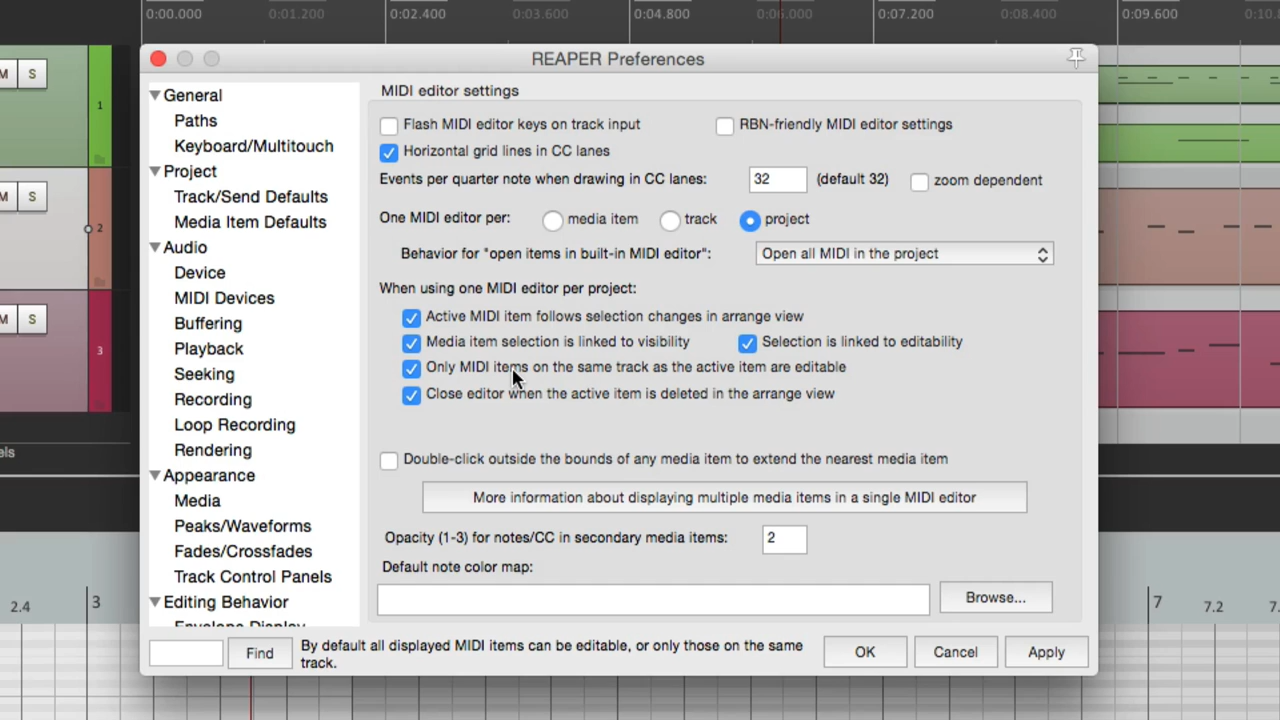 0:00.000 0:01.200 0:02.400 0:03.600 0:04.800 0:06.000 0:07.200 0:08.400 0:09.600 0:10.
REAPER Preferences
M S
1
M S
2
M S
3
els
General
Paths
Keyboard/Multitouch
Project
Track/Send Defaults
Media Item Defaults
Audio
Device
MIDI Devices
Buffering
Playback
Seeking
Recording
Loop Recording
Rendering
Appearance
Media
Peaks/Waveforms
Fades/Crossfades
Track Control Panels
Editing Behavior
Envelope Display
MIDI editor settings
Flash MIDI editor keys on track input RBN-friendly MIDI editor settings
Horizontal grid lines in CC lanes
Events per quarter note when drawing in CC lanes: 32 (default 32) zoom dependent
One MIDI editor per: media item track project
Behavior for "open items in built-in MIDI editor": Open all MIDI in the project
When using one MIDI editor per project:
Active MIDI item follows selection changes in arrange view
Media item selection is linked to visibility Selection is linked to editability
Only MIDI items on the same track as the active item are editable
Close editor when the active item is deleted in the arrange view
Double-click outside the bounds of any media item to extend the nearest media item
More information about displaying multiple media items in a single MIDI editor
Opacity (1-3) for notes/CC in secondary media items: 2
Default note color map:
Browse...
Find
By default all displayed MIDI items can be editable, or only those on the same
track.
OK Cancel Apply
2.4 3 7 7.2 7.